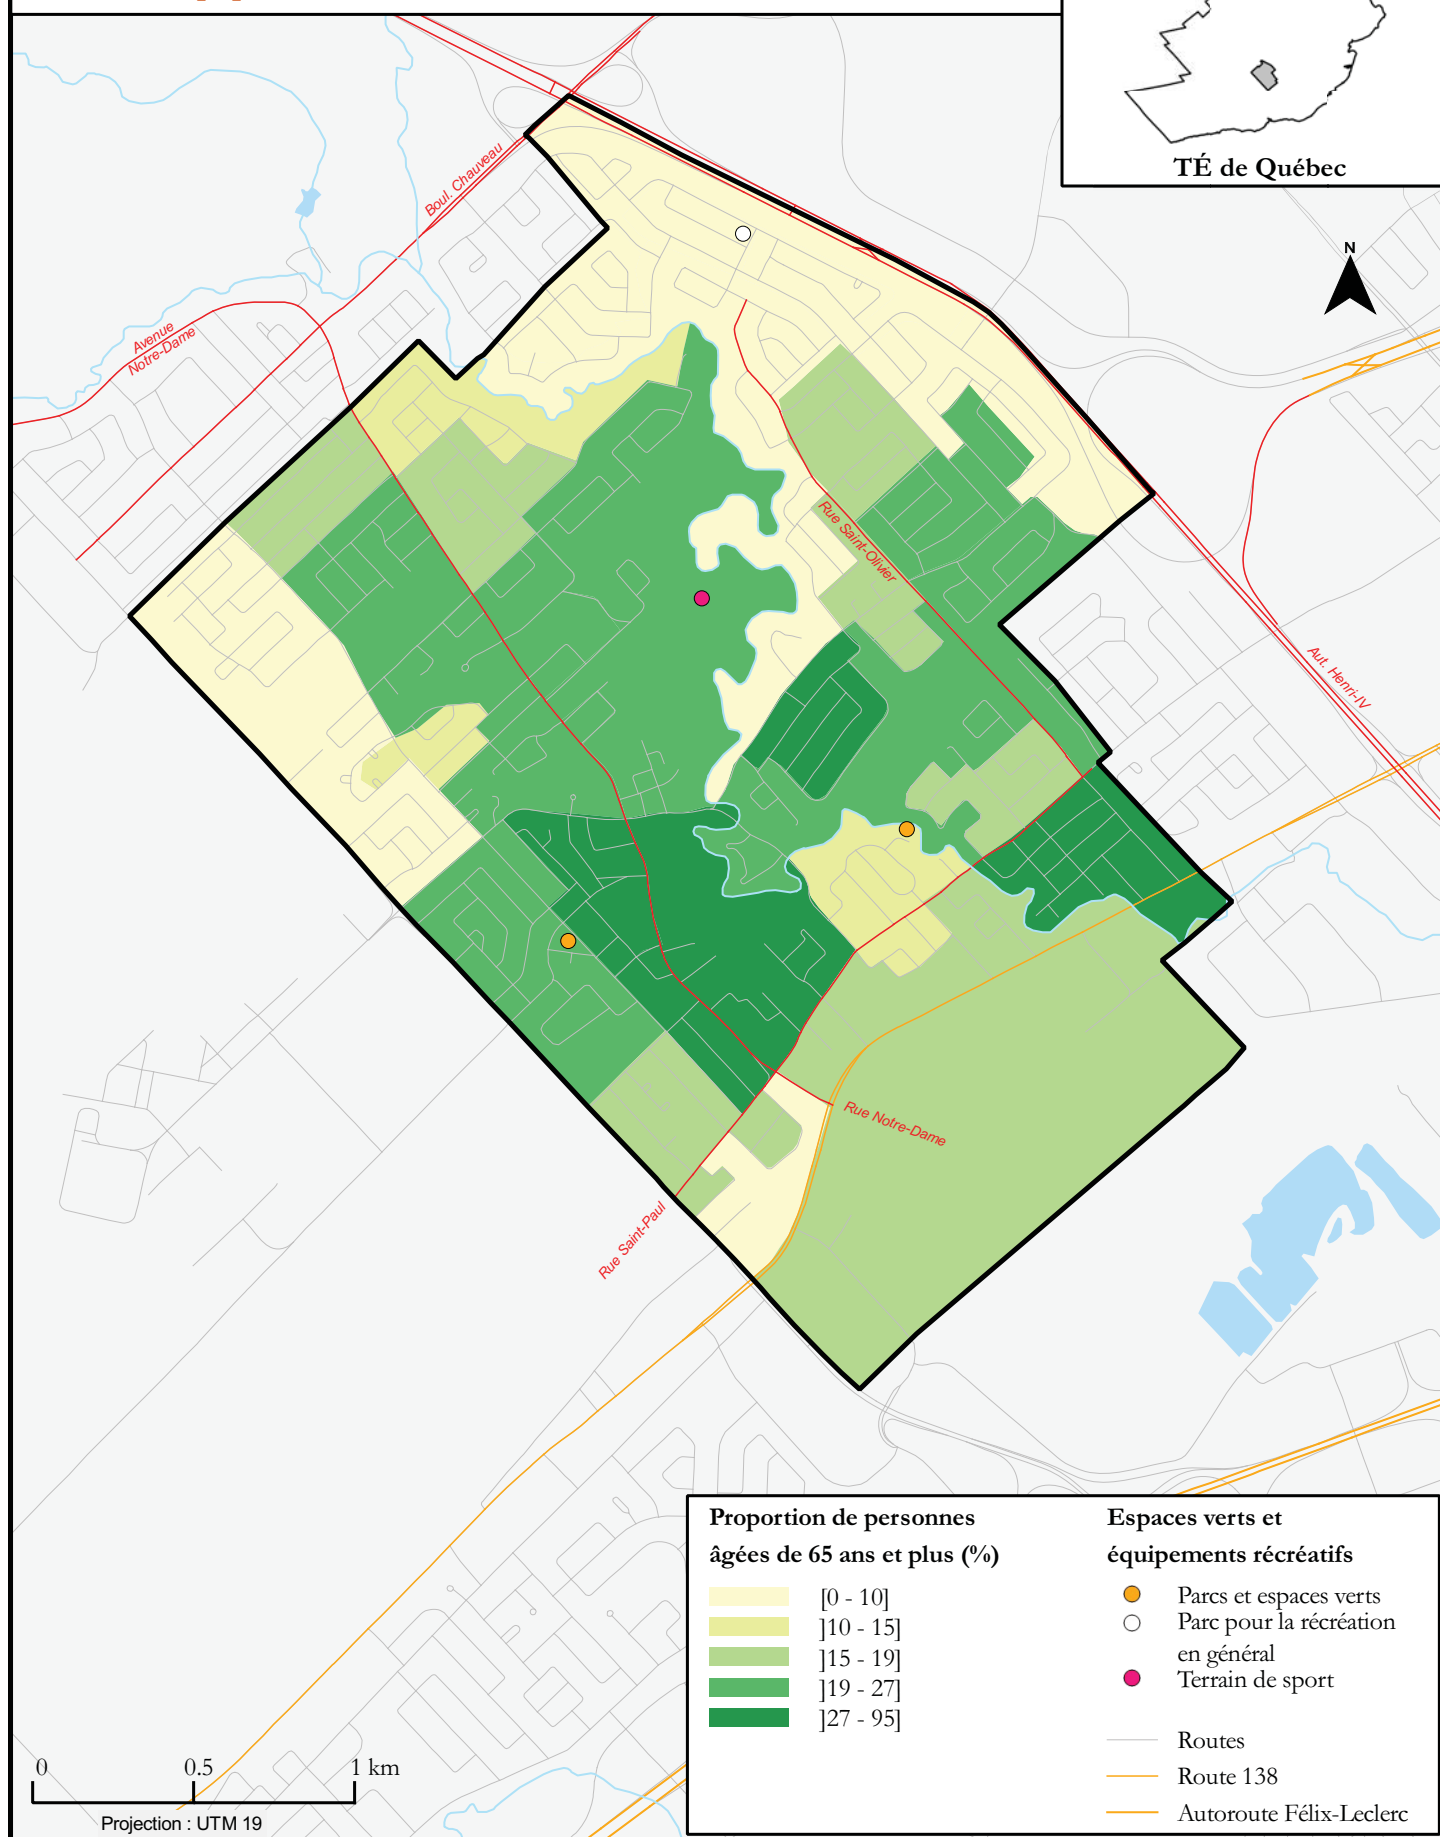 TÉ de Québec
N
Boul. Chauveau
Avenue
Notre-Dame
Rue Saint-Olivier
Aut. Henri-IV
Rue Notre-Dame
Rue Saint-Paul
Proportion de personnes
âgées de 65 ans et plus (%)
[0 - 10]
]10 - 15]
]15 - 19]
]19 - 27]
]27 - 95]
Espaces verts et
équipements récréatifs
Parcs et espaces verts
Parc pour la récréation
en général
Terrain de sport
Routes
Route 138
Autoroute Félix-Leclerc
0 0.5 1 km
Projection : UTM 19